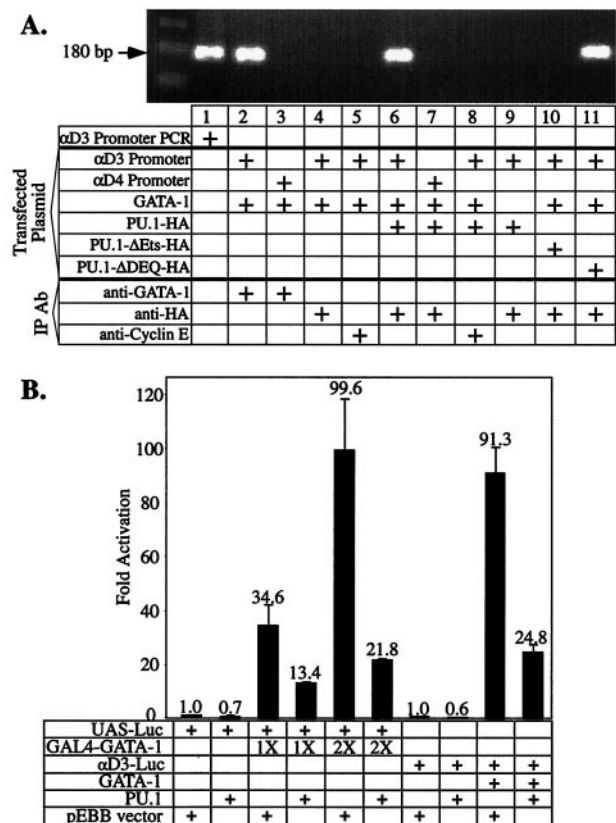 A.
180 bp
1 2 3 4 5 6 7 8 9 10 11
αD3 Promoter PCR +
Transfected Plasmid
αD3 Promoter + + + + + + + +
αD4 Promoter + +
GATA-1 + + + + + + + + +
PU.1-HA + + + +
PU.1-ΔEts-HA +
PU.1-ΔDEQ-HA +
IP Ab
anti-GATA-1 + +
anti-HA + + + + + +
anti-Cyclin E + +
B.
Fold Activation
120
100
80
60
40
20
0
1.0 0.7 34.6 13.4 99.6 21.8 1.0 0.6 91.3 24.8
UAS-Luc + + + + + +
GAL4-GATA-1 1X 1X 2X 2X
αD3-Luc + + + +
GATA-1 + +
PU.1 + + + + +
pEBB vector + + + + +